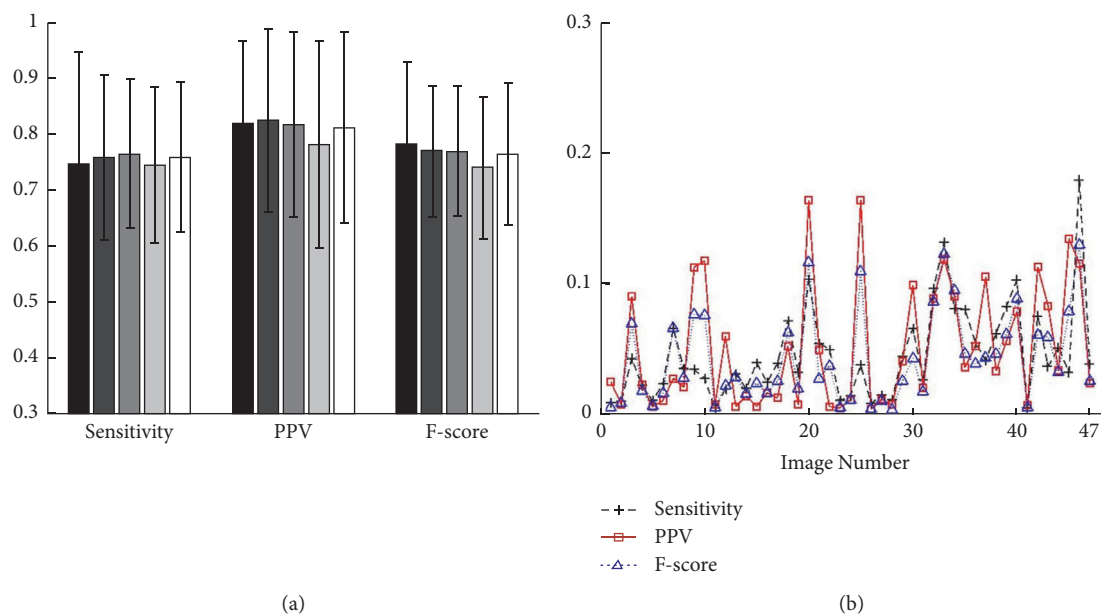 1
0.9
0.8
0.7
0.6
0.5
0.4
0.3
Sensitivity PPV F-score
(a)
0.3
0.2
0.1
0
0 10 20 30 40 47
Image Number
Sensitivity
PPV
F-score
(b)